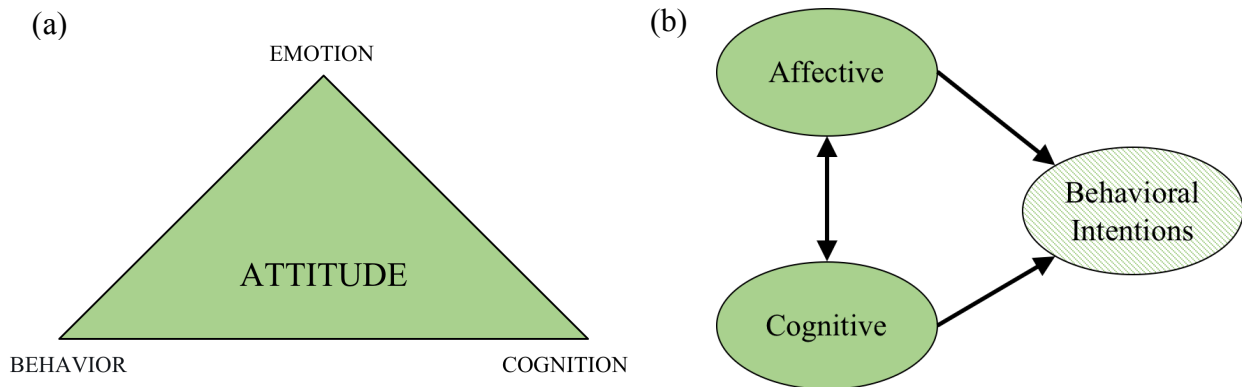 (a)
EMOTION
ATTITUDE
BEHAVIOR
COGNITION
(b)
Affective
Behavioral
Intentions
Cognitive